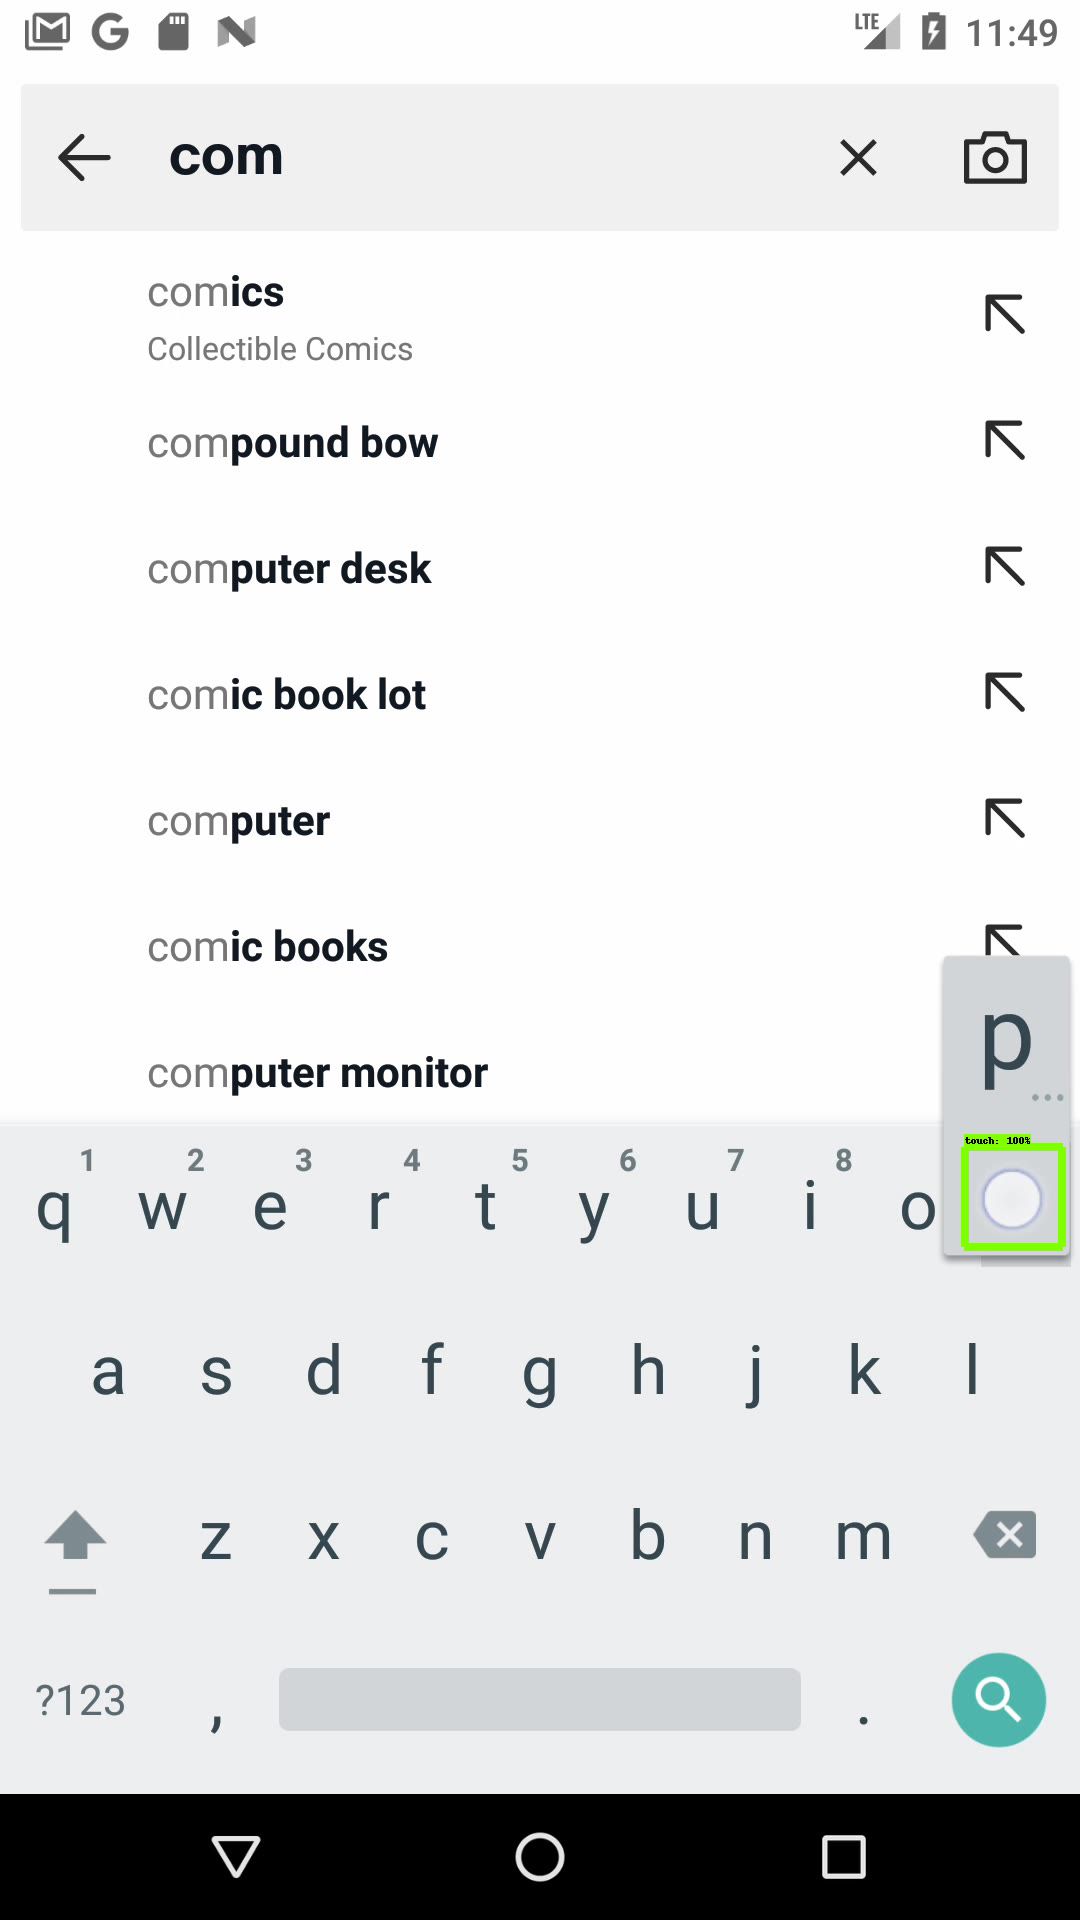 LTE 11:49
com
comics
Collectible Comics
compound bow
computer desk
comic book lot
computer
comic books
computer monitor
p
...
touch: 100%
1 2 3 4 5 6 7 8
q w e r t y u i o
a s d f g h j k l
z x c v b n m
?123 , .